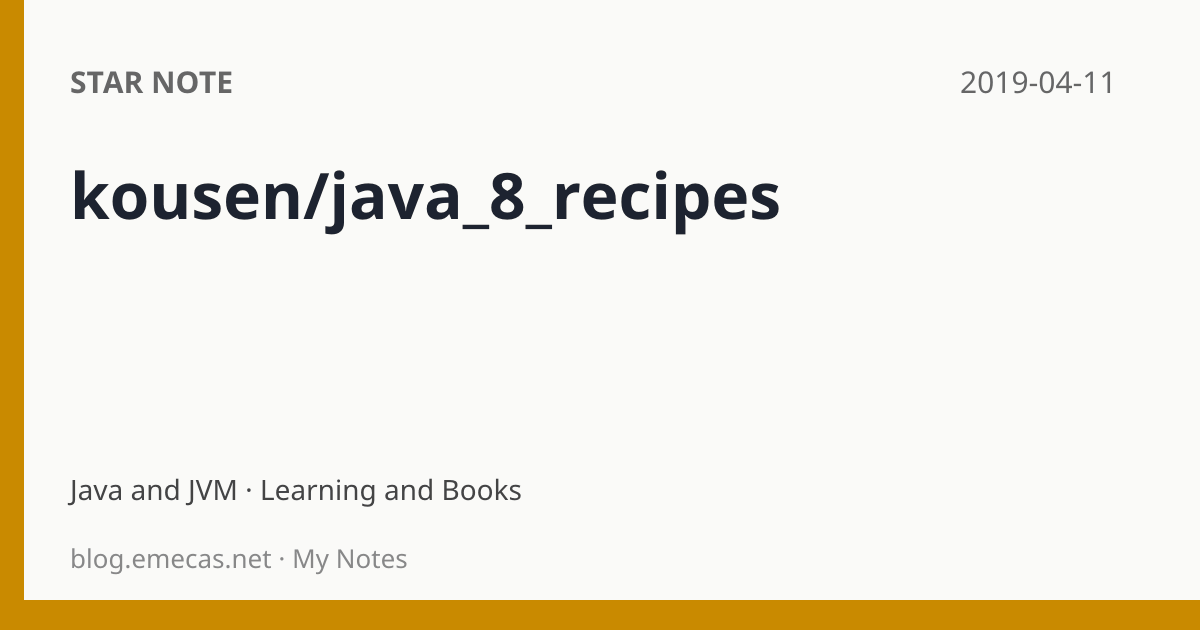 STAR NOTE 2019-04-11
kousen/java_8_recipes
Java and JVM · Learning and Books
blog.emecas.net · My Notes